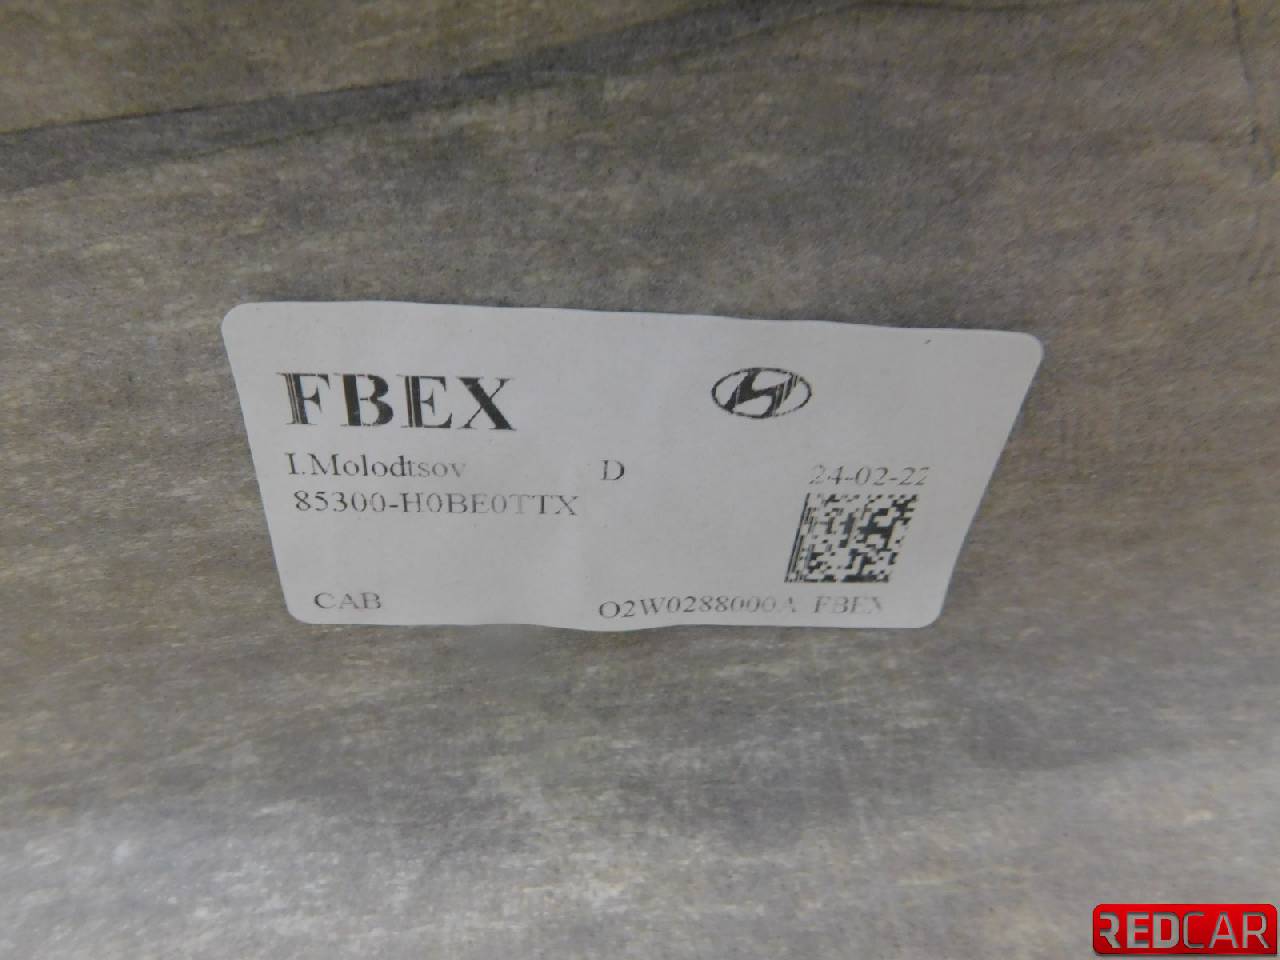 FBEX
I.Molodtsov D 24-02-22
85300-H0BE0TTX
CAB O2W0288000A FBEX
REDCAR